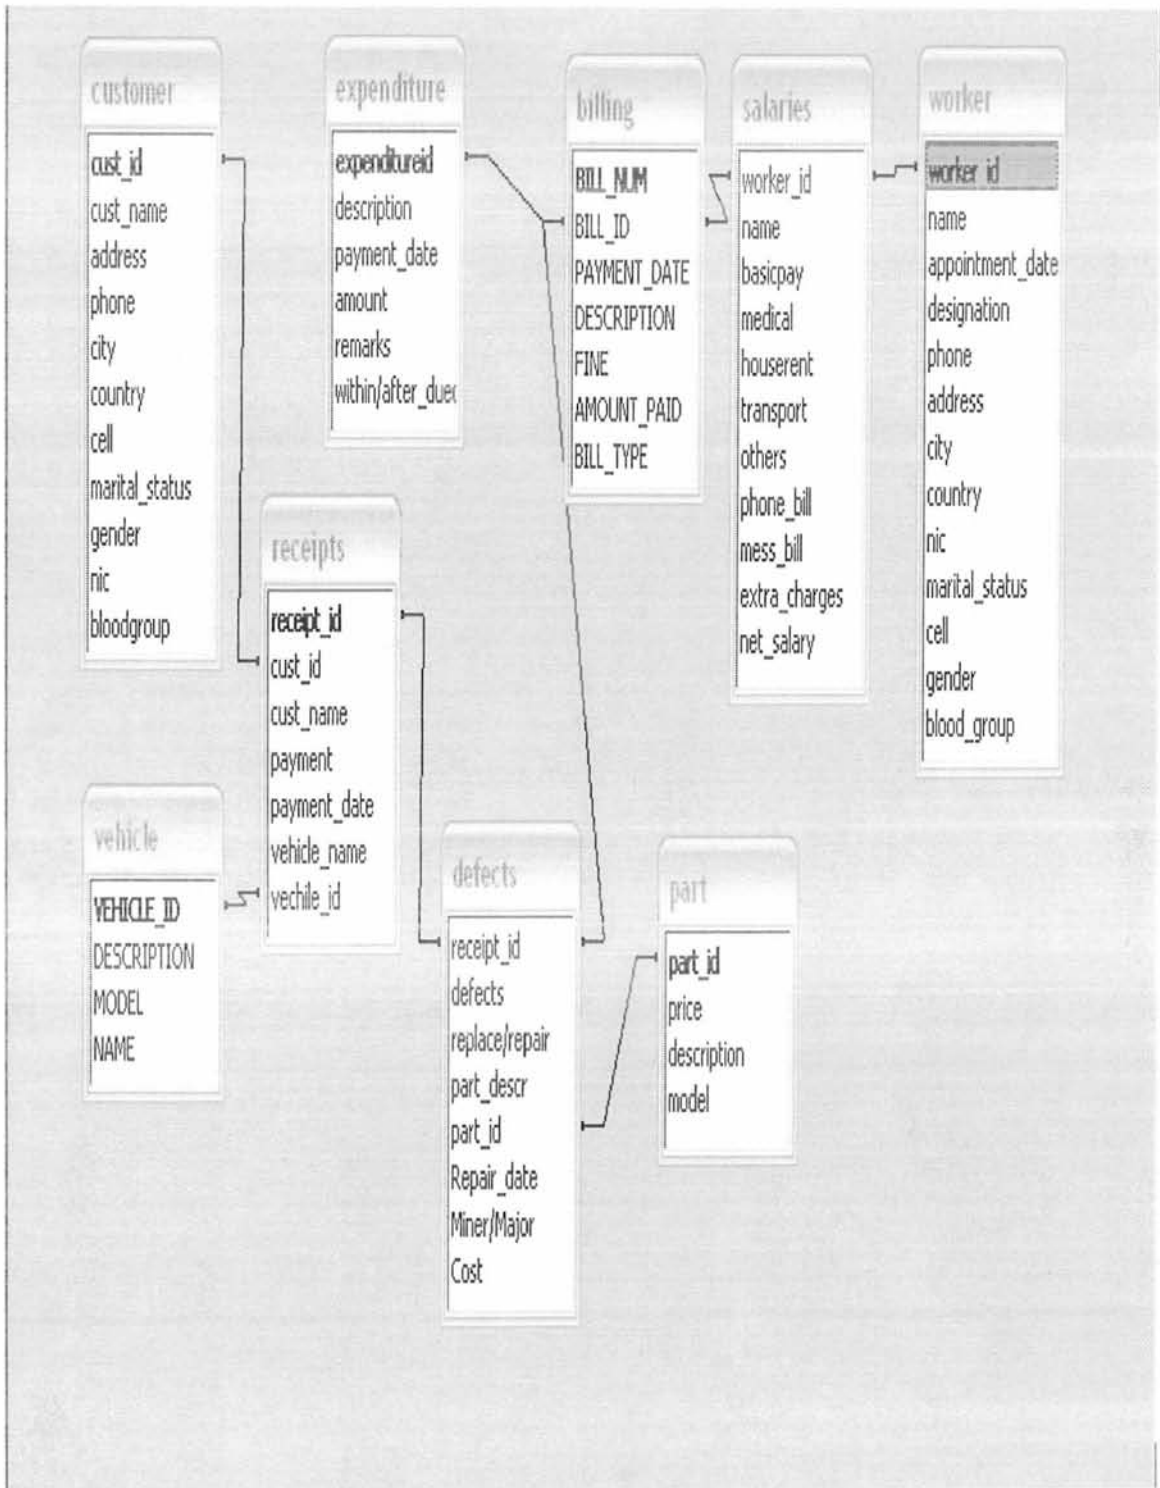 customer
cust_id
cust_name
address
phone
city
country
cell
marital_status
gender
nic
bloodgroup
expenditure
expenditureid
description
payment_date
amount
remarks
within/after_dued
billing
BILL_NUM
BILL_ID
PAYMENT_DATE
DESCRIPTION
FINE
AMOUNT_PAID
BILL_TYPE
salaries
worker_id
name
basicpay
medical
houserent
transport
others
phone_bill
mess_bill
extra_charges
net_salary
worker
worker_id
name
appointment_date
designation
phone
address
city
country
nic
marital_status
cell
gender
blood_group
receipts
receipt_id
cust_id
cust_name
payment
payment_date
vehicle_name
vechile_id
vehicle
VEHICLE_ID
DESCRIPTION
MODEL
NAME
defects
receipt_id
defects
replace/repair
part_descr
part_id
Repair_date
Miner/Major
Cost
part
part_id
price
description
model